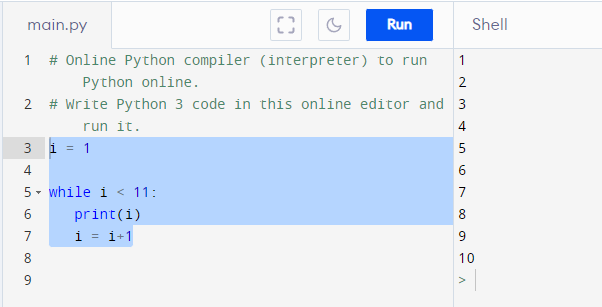 main.py
Run
Shell
1 # Online Python compiler (interpreter) to run
Python online.
2 # Write Python 3 code in this online editor and
run it.
3 i = 1
4
5 while i < 11:
6 print(i)
7 i = i+1
8
9
1
2
3
4
5
6
7
8
9
10
>